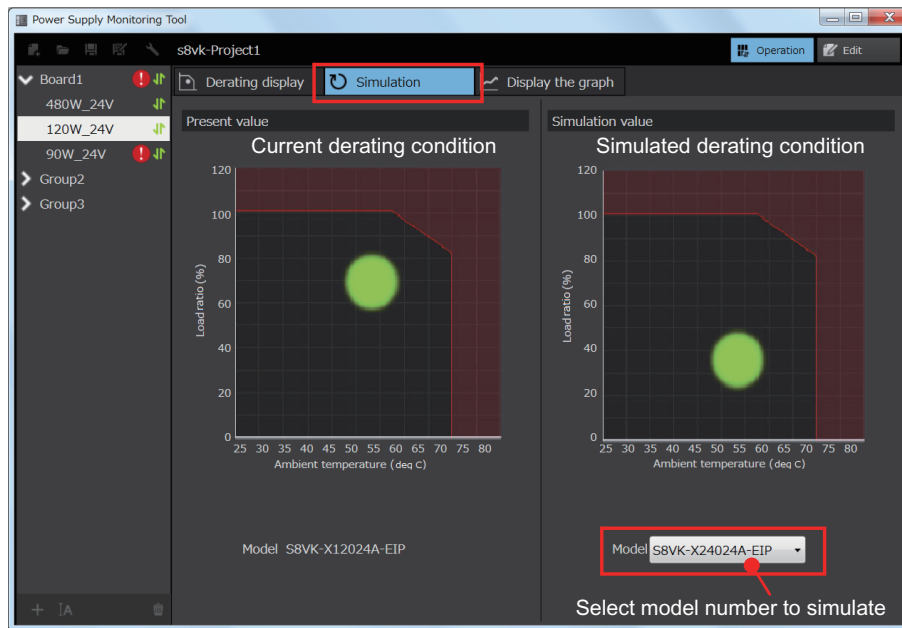 Power Supply Monitoring Tool
s8vk-Project1
Operation
Edit
Board1
480W_24V
120W_24V
90W_24V
Group2
Group3
Derating display
Simulation
Display the graph
Present value
Current derating condition
120
100
80
60
40
20
0
Load ratio (%)
25 30 35 40 45 50 55 60 65 70 75 80
Ambient temperature (deg C)
Model S8VK-X12024A-EIP
Simulation value
Simulated derating condition
120
100
80
60
40
20
0
Load ratio (%)
25 30 35 40 45 50 55 60 65 70 75 80
Ambient temperature (deg C)
Model S8VK-X24024A-EIP
Select model number to simulate